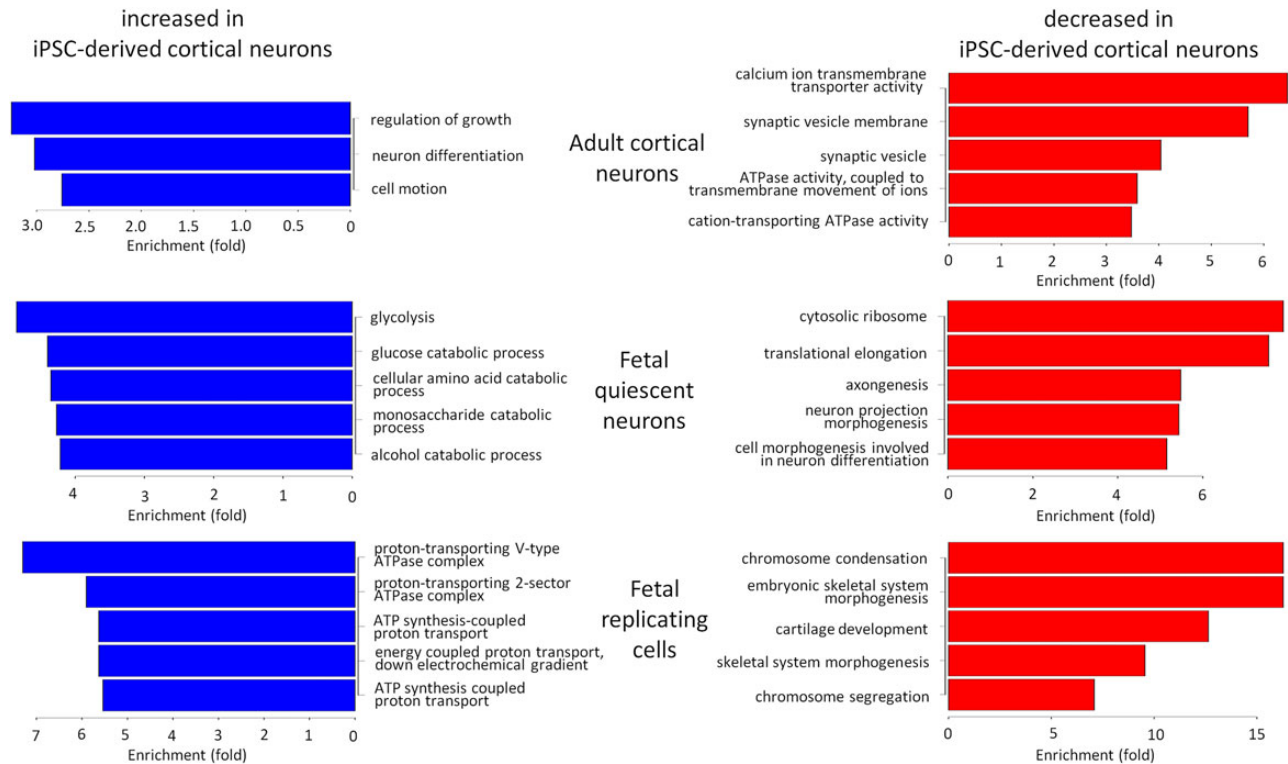 increased in
iPSC-derived cortical neurons
decreased in
iPSC-derived cortical neurons
regulation of growth
neuron differentiation
cell motion
3.0 2.5 2.0 1.5 1.0 0.5 0
Enrichment (fold)
Adult cortical
neurons
calcium ion transmembrane
transporter activity
synaptic vesicle membrane
synaptic vesicle
ATPase activity, coupled to
transmembrane movement of ions
cation-transporting ATPase activity
0 1 2 3 4 5 6
Enrichment (fold)
glycolysis
glucose catabolic process
cellular amino acid catabolic
process
monosaccharide catabolic
process
alcohol catabolic process
4 3 2 1 0
Enrichment (fold)
Fetal
quiescent
neurons
cytosolic ribosome
translational elongation
axongenesis
neuron projection
morphogenesis
cell morphogenesis involved
in neuron differentiation
0 2 4 6
Enrichment (fold)
proton-transporting V-type
ATPase complex
proton-transporting 2-sector
ATPase complex
ATP synthesis-coupled
proton transport
energy coupled proton transport,
down electrochemical gradient
ATP synthesis coupled
proton transport
7 6 5 4 3 2 1 0
Enrichment (fold)
Fetal
replicating
cells
chromosome condensation
embryonic skeletal system
morphogenesis
cartilage development
skeletal system morphogenesis
chromosome segregation
0 5 10 15
Enrichment (fold)